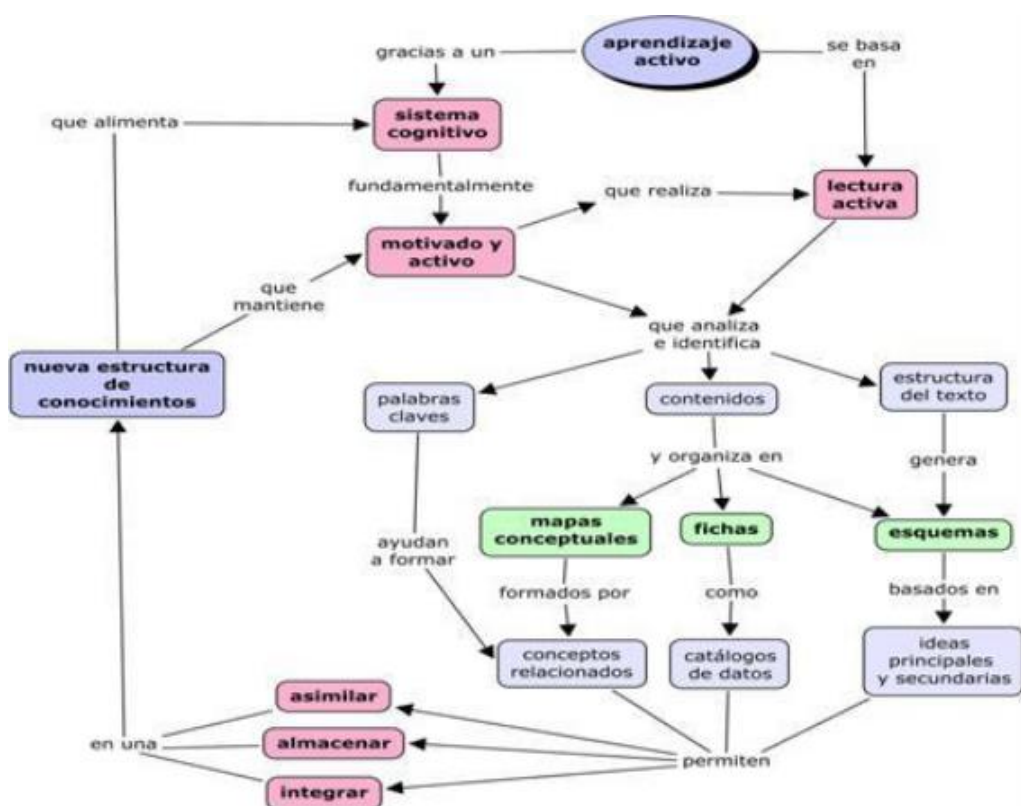 aprendizaje
activo
gracias a un
se basa
en
sistema
cognitivo
que alimenta
fundamentalmente
que realiza
lectura
activa
motivado y
activo
que
mantiene
que analiza
e identifica
nueva estructura
de
conocimientos
palabras
claves
contenidos
estructura
del texto
y organiza en
genera
mapas
conceptuales
fichas
esquemas
ayudan
a formar
formados por
como
basados en
conceptos
relacionados
catálogos
de datos
ideas
principales
y secundarias
asimilar
en una
almacenar
permiten
integrar